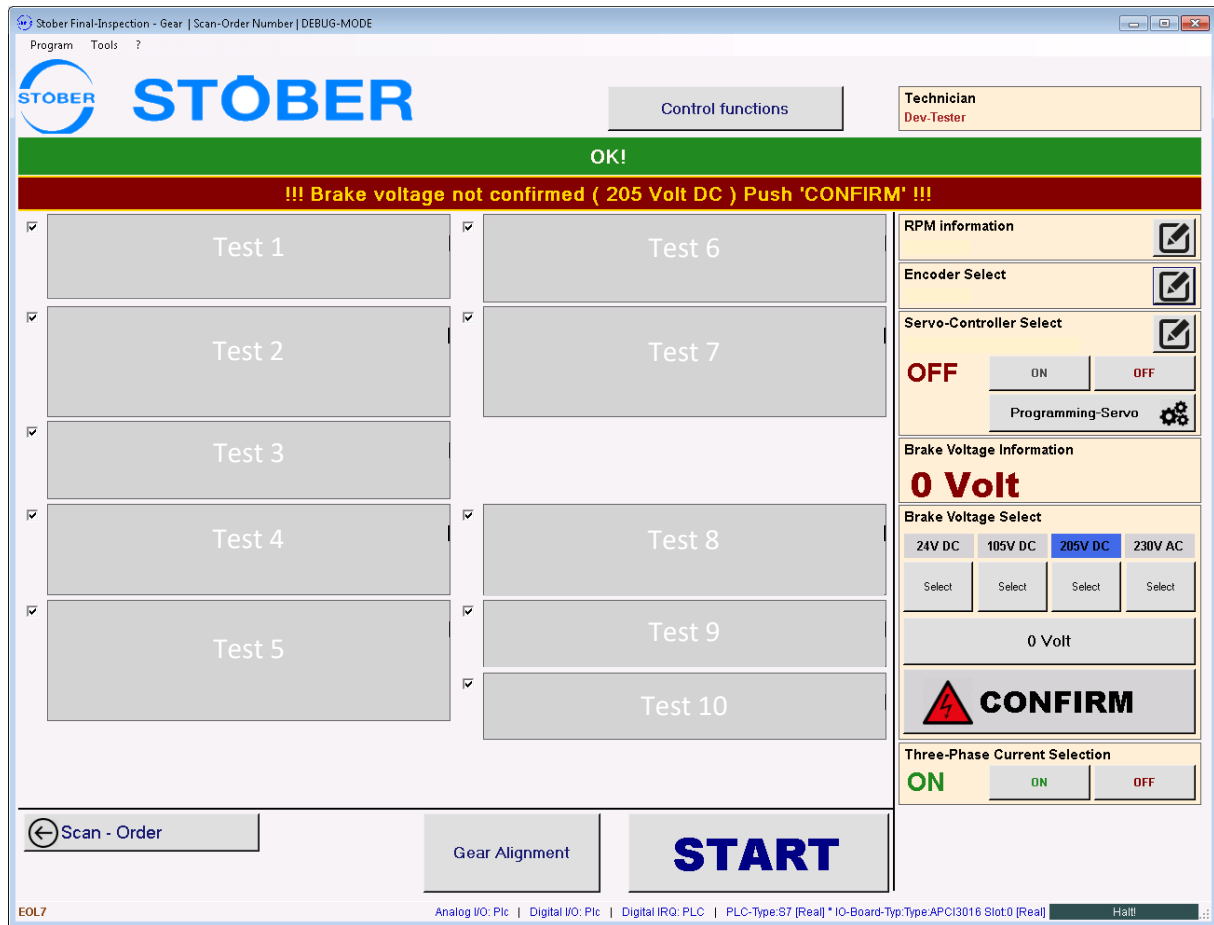 Stober Final-Inspection - Gear | Scan-Order Number | DEBUG-MODE
Program Tools ?
STOBER
STÖBER
Control functions
Technician
Dev-Tester
OK!
!!! Brake voltage not confirmed ( 205 Volt DC ) Push 'CONFIRM' !!!
Test 1
Test 2
Test 3
Test 4
Test 5
Test 6
Test 7
Test 8
Test 9
Test 10
RPM information
Encoder Select
Servo-Controller Select
OFF ON OFF
Programming-Servo
Brake Voltage Information
0 Volt
Brake Voltage Select
24V DC 105V DC 205V DC 230V AC
Select Select Select Select
0 Volt
CONFIRM
Three-Phase Current Selection
ON ON OFF
Scan - Order
Gear Alignment
START
EOL7 Analog I/O: Plc | Digital I/O: Plc | Digital IRQ: PLC | PLC-Type:S7 [Real] * IO-Board-Typ:Type:APCI3016 Slot:0 [Real] Halt!